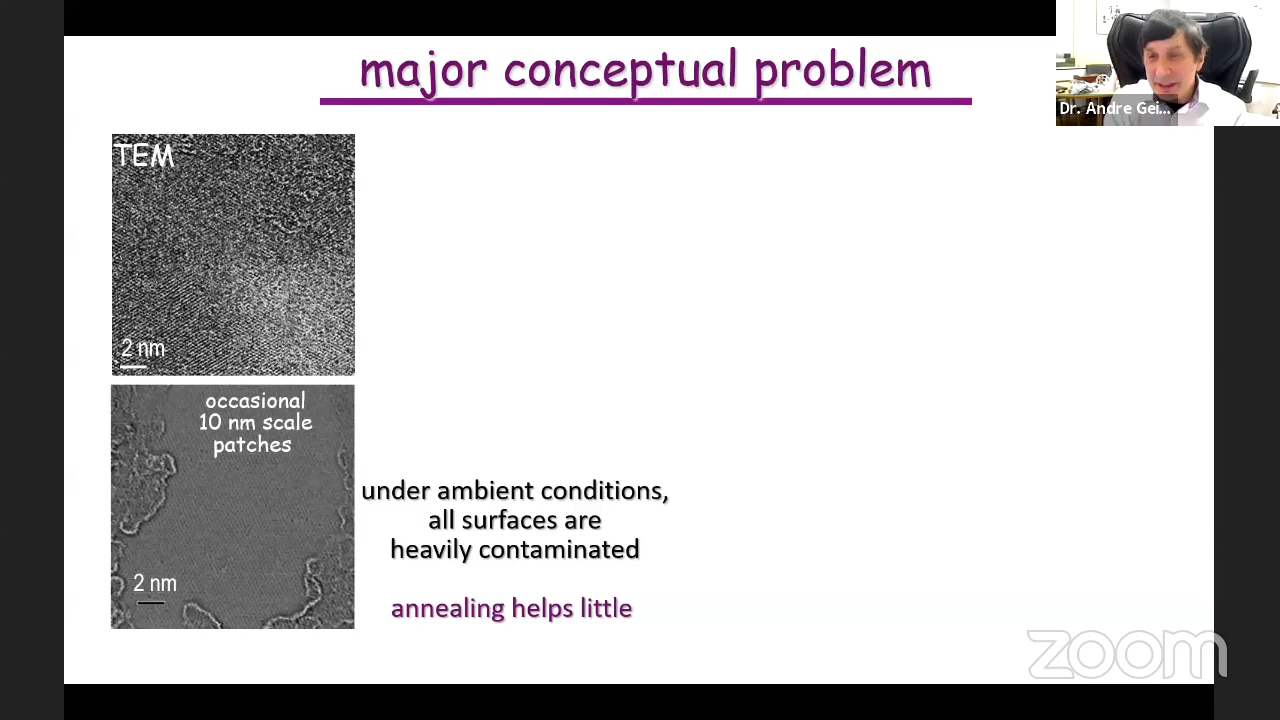 major conceptual problem
Dr. Andre Gei...
TEM
2 nm
occasional
10 nm scale
patches
2 nm
under ambient conditions,
all surfaces are
heavily contaminated
annealing helps little
zoom